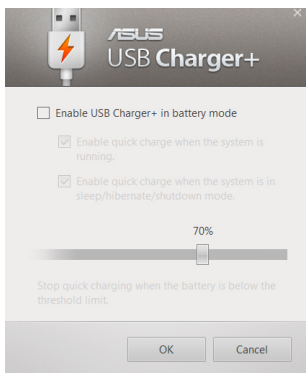 ASUS
USB Charger+
Enable USB Charger+ in battery mode
Enable quick charge when the system is
running.
Enable quick charge when the system is in
sleep/hibernate/shutdown mode.
70%
Stop quick charging when the battery is below the
threshold limit.
OK
Cancel